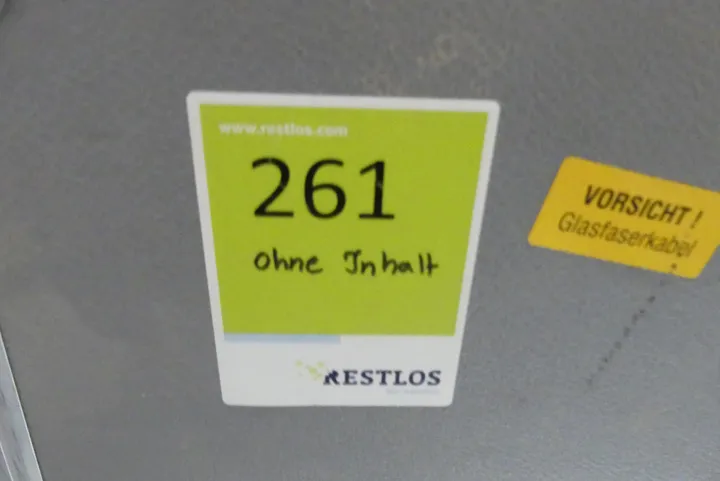 www.restlos.com
261
ohne Inhalt
RESTLOS
VORSICHT!
Glasfaserkabel